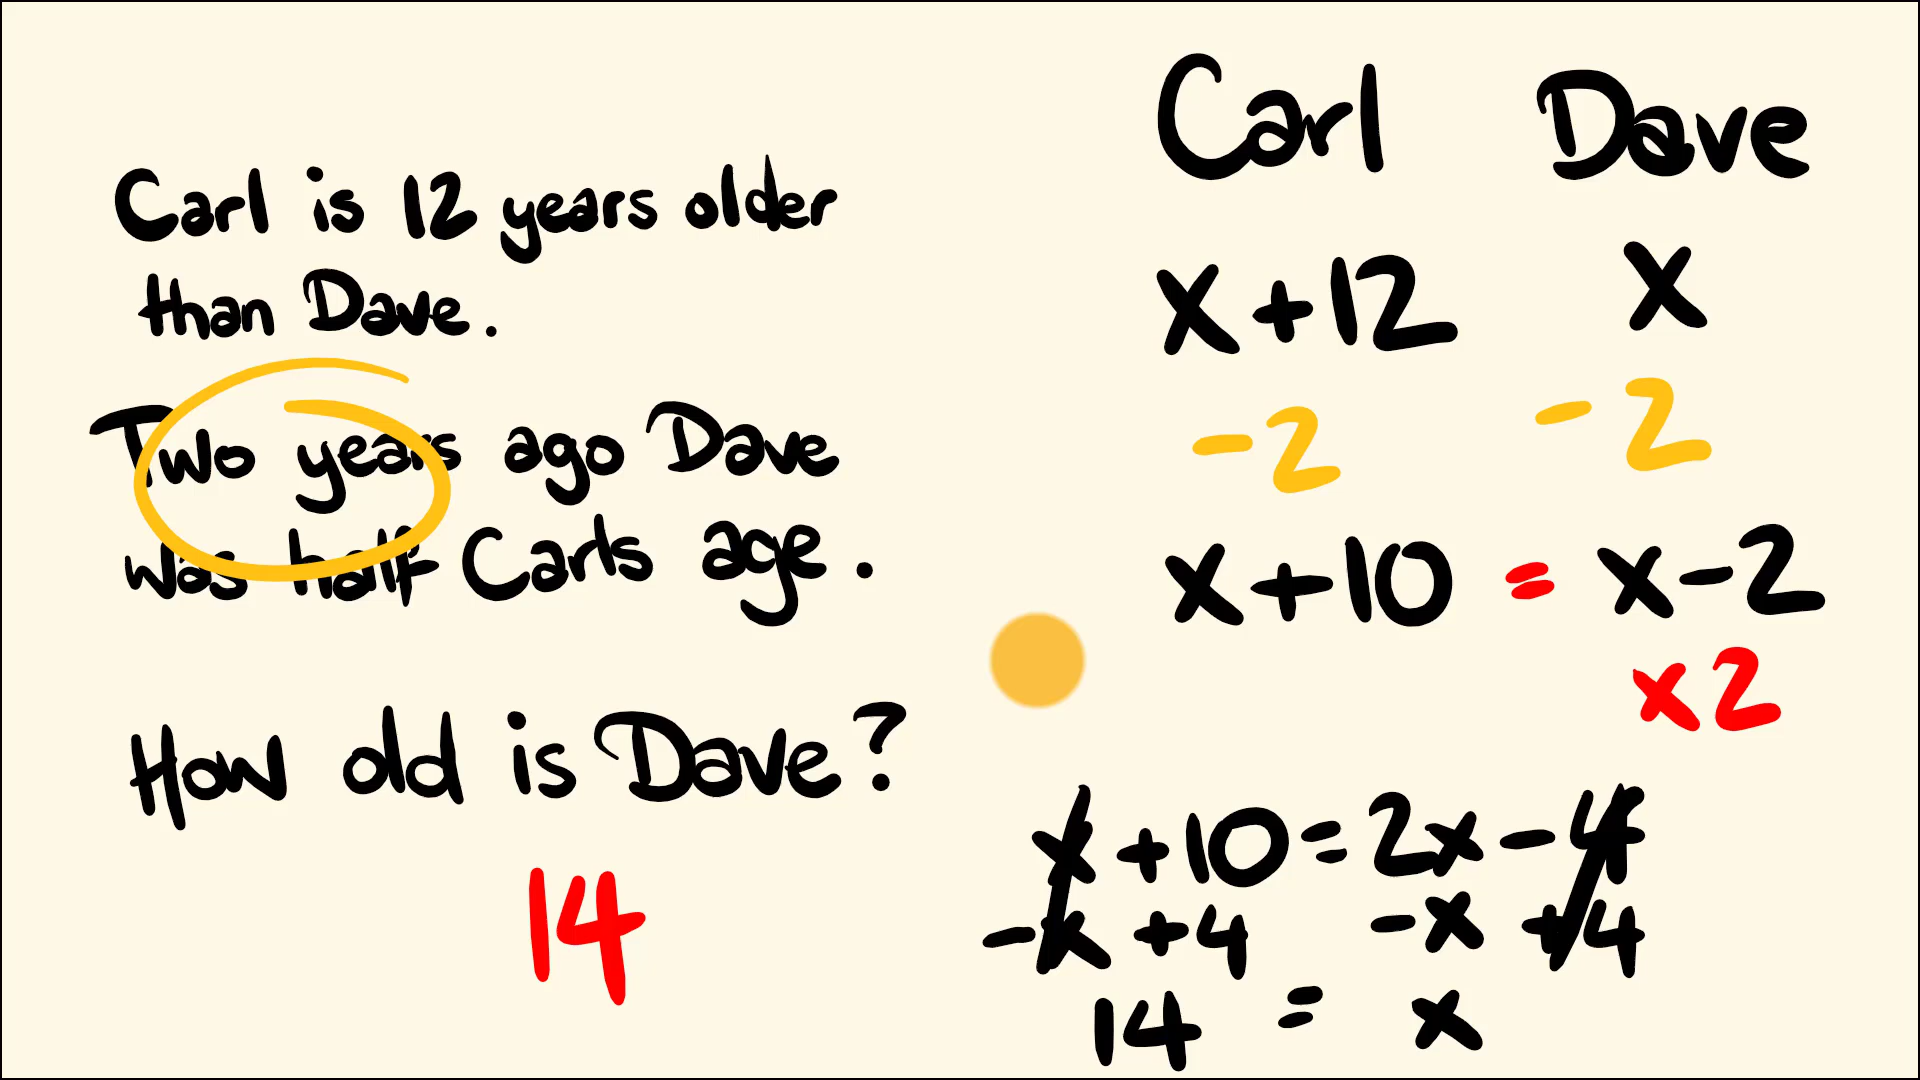 Carl is 12 years older
than Dave.
Two years ago Dave
was half Carls age.
How old is Dave?
14
Carl Dave
x+12 x
-2 -2
x+10 = x-2
x2
x+10=2x-4
-x +4 -x +4
14 = x